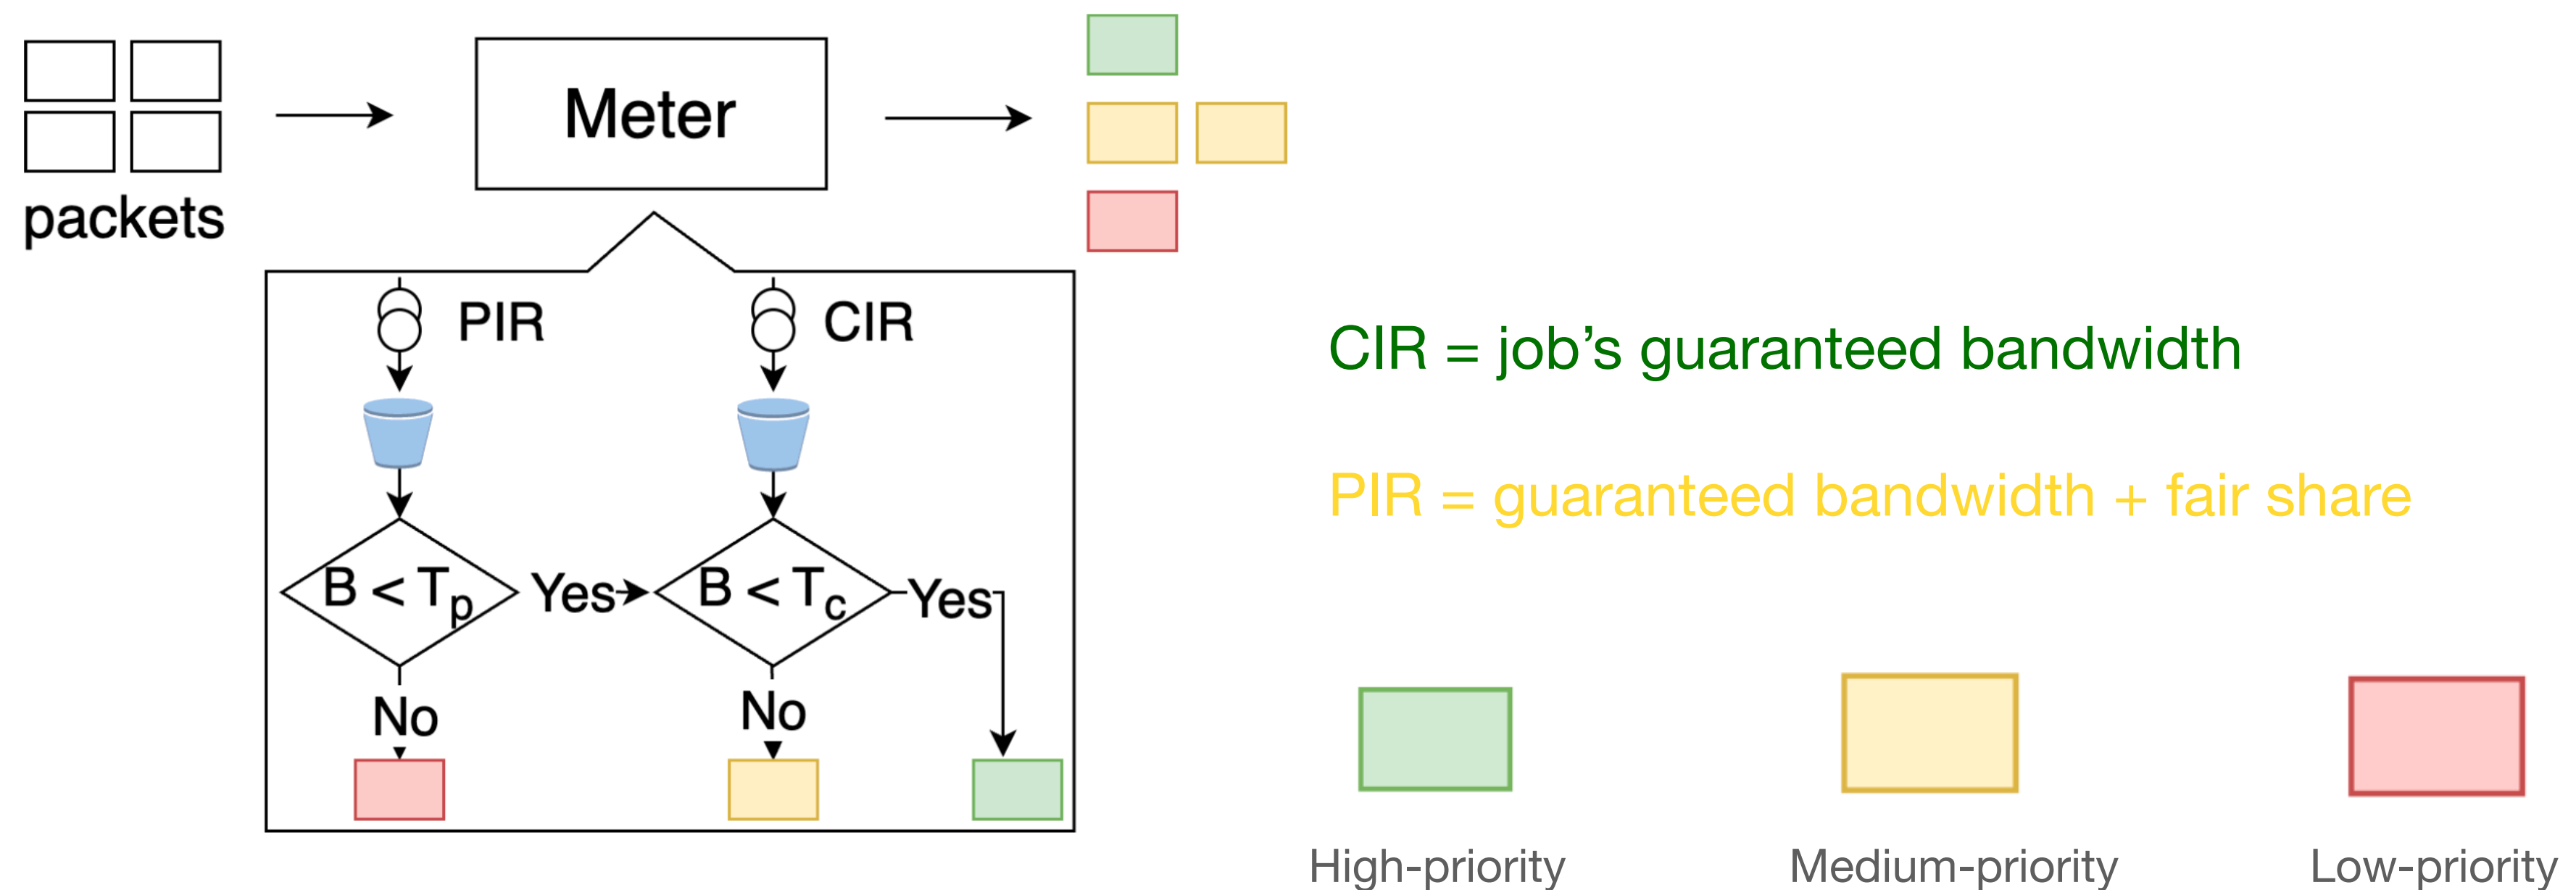 Meter
packets
PIR
CIR
CIR = job’s guaranteed bandwidth
PIR = guaranteed bandwidth + fair share
B < Tp
Yes
B < Tc
Yes
No
No
High-priority
Medium-priority
Low-priority